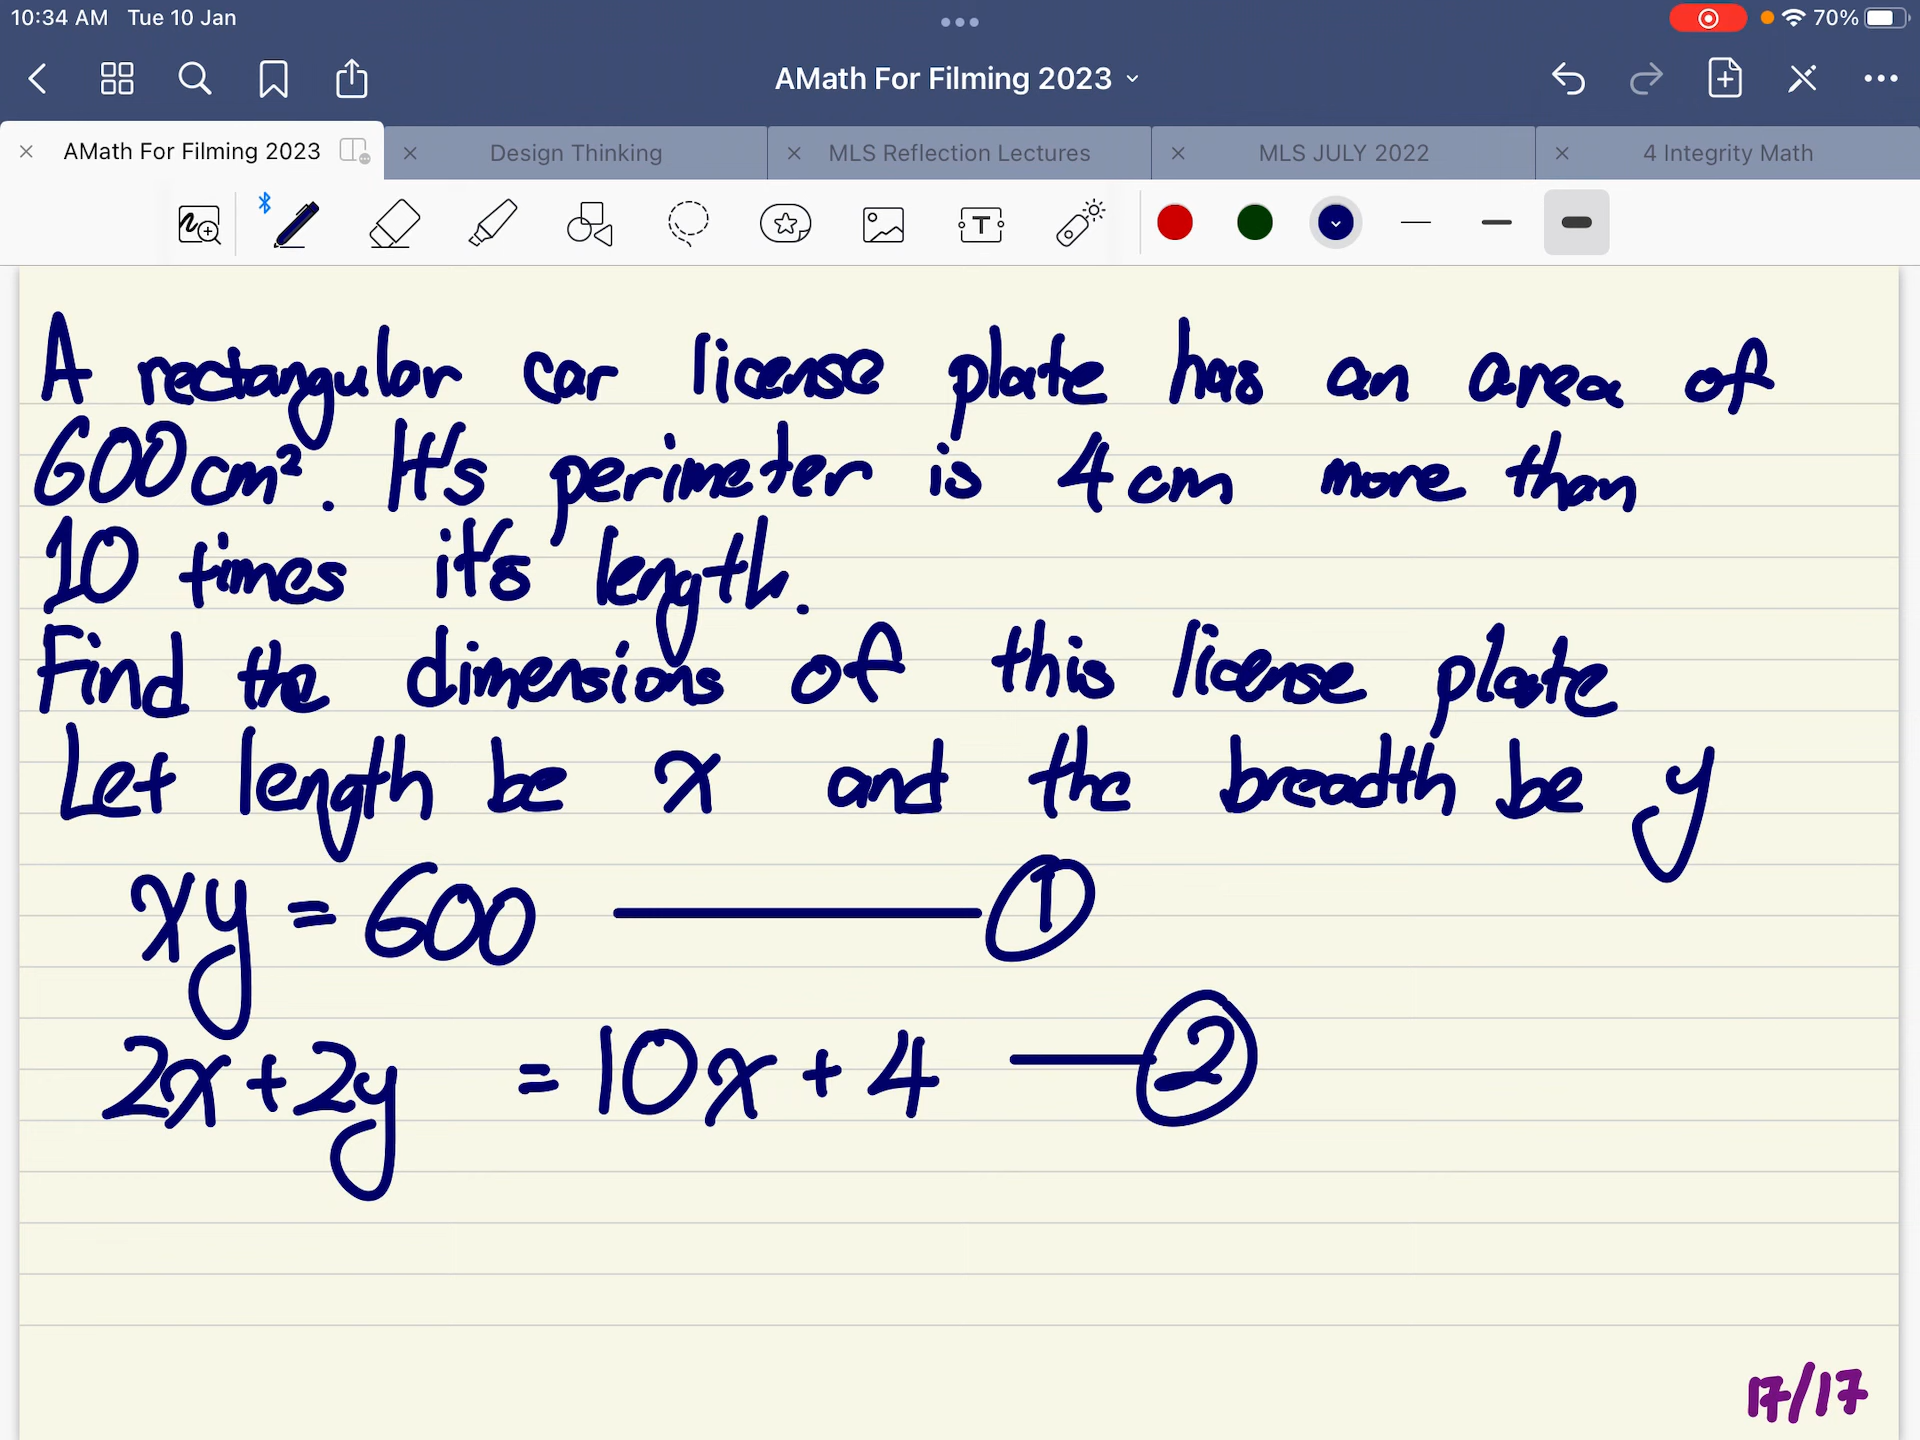 10:34 AM Tue 10 Jan
70%
AMath For Filming 2023
AMath For Filming 2023
Design Thinking
MLS Reflection Lectures
MLS JULY 2022
4 Integrity Math
T
A rectangular car license plate has an area of
600cm². It's perimeter is 4cm more than
10 times it's length.
Find the dimensions of this license plate
Let length be x and the breadth be y
xy = 600 ——— ①
2x+2y = 10x+4 — ②
17/17